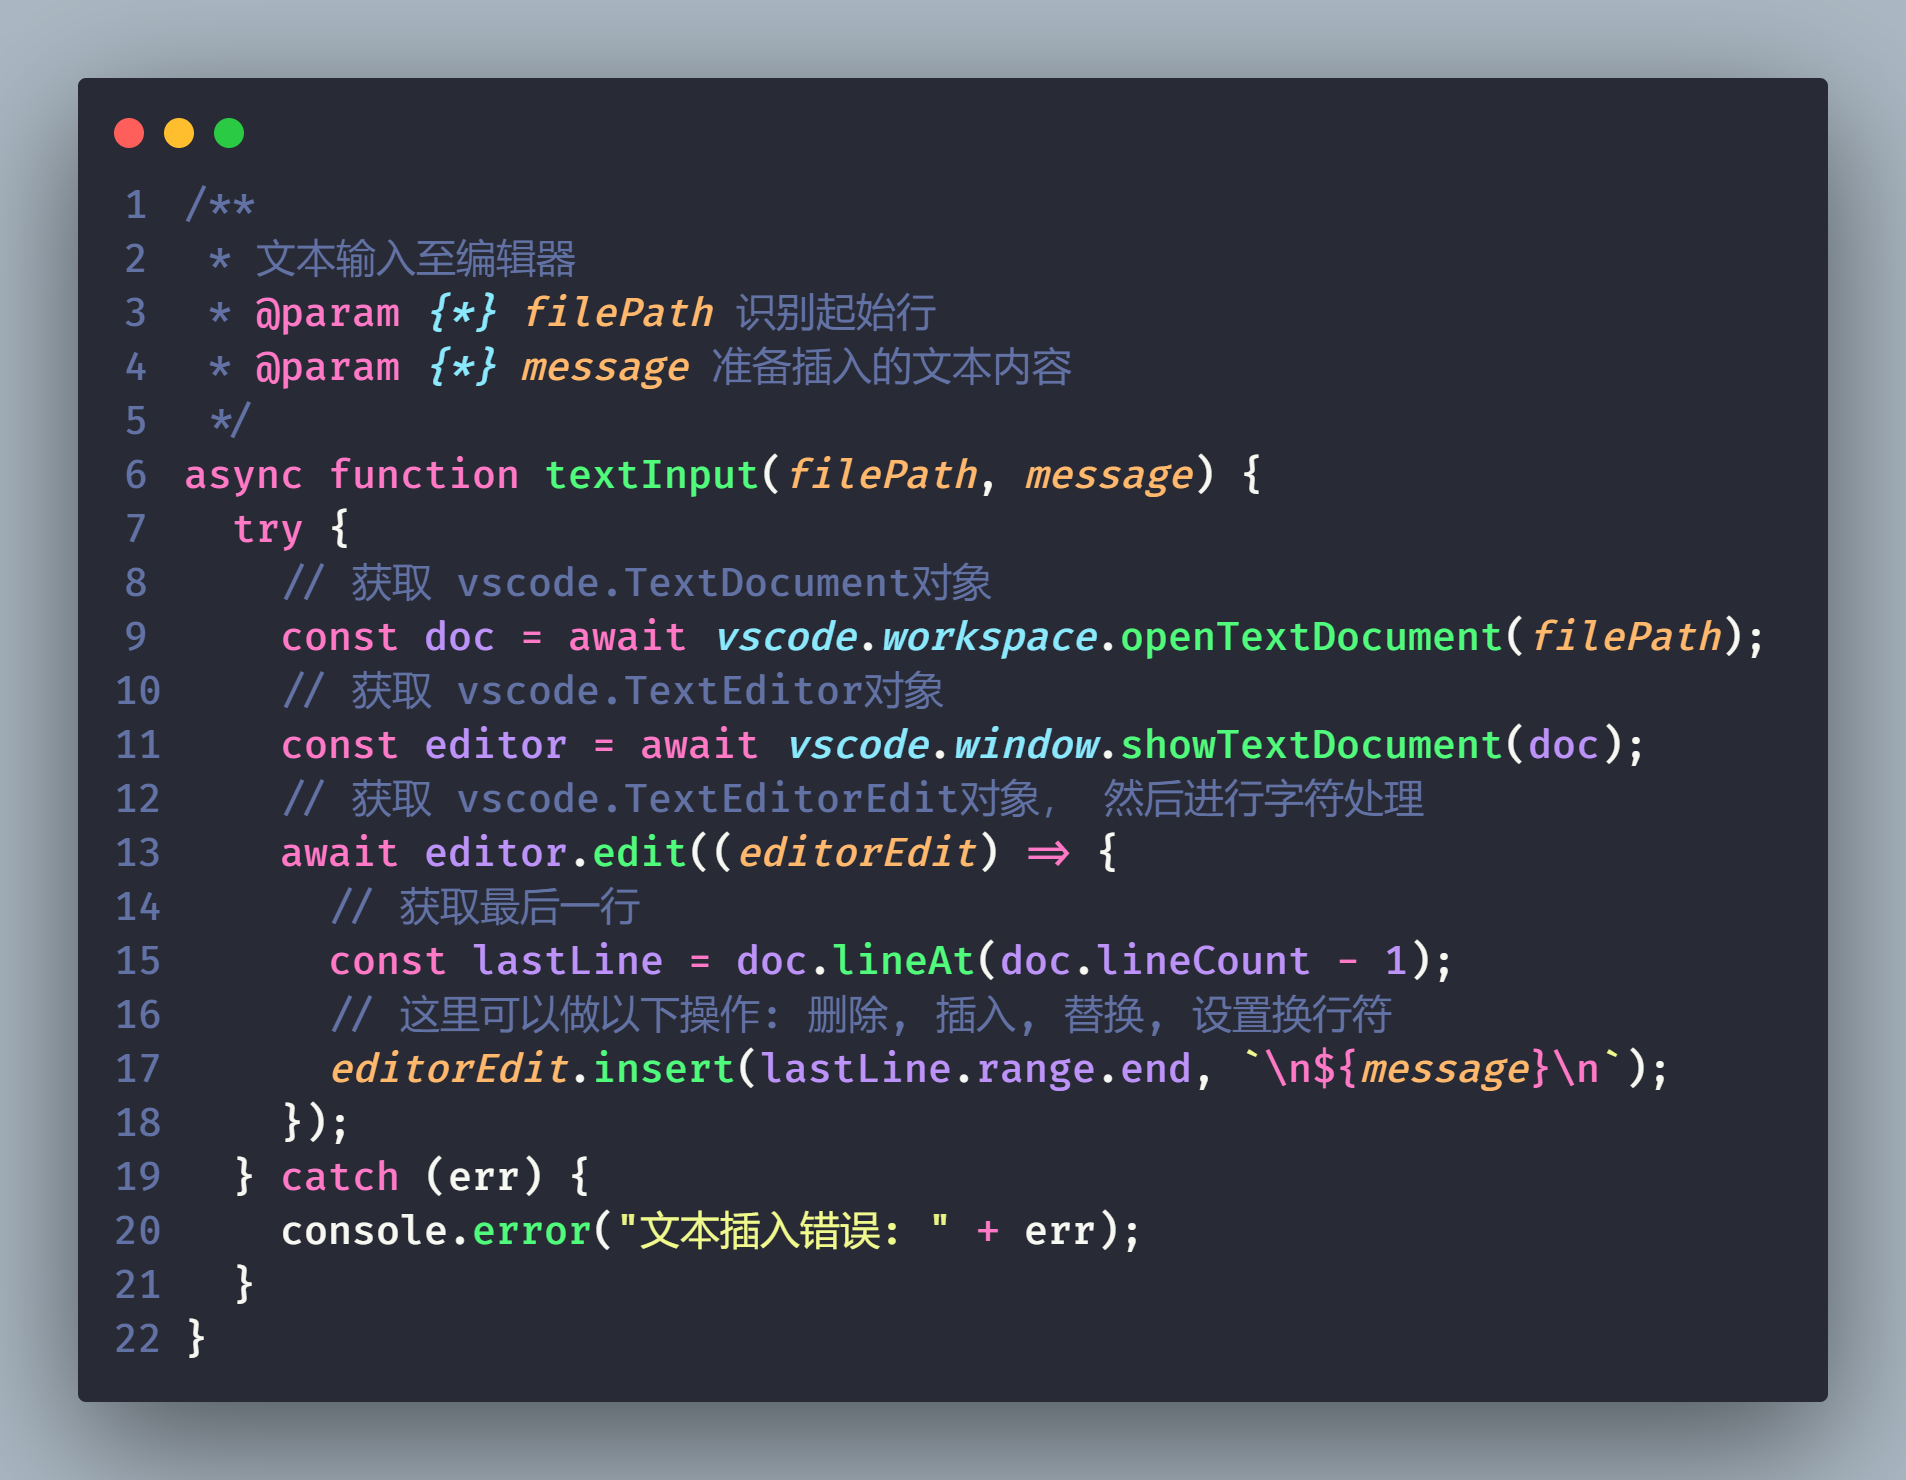 1 /**
2  * 文本输入至编辑器
3  * @param {*} filePath 识别起始行
4  * @param {*} message 准备插入的文本内容
5  */
6 async function textInput(filePath, message) {
7   try {
8     // 获取 vscode.TextDocument对象
9     const doc = await vscode.workspace.openTextDocument(filePath);
10     // 获取 vscode.TextEditor对象
11     const editor = await vscode.window.showTextDocument(doc);
12     // 获取 vscode.TextEditorEdit对象， 然后进行字符处理
13     await editor.edit((editorEdit) => {
14       // 获取最后一行
15       const lastLine = doc.lineAt(doc.lineCount - 1);
16       // 这里可以做以下操作: 删除, 插入, 替换, 设置换行符
17       editorEdit.insert(lastLine.range.end, `\n${message}\n`);
18     });
19   } catch (err) {
20     console.error("文本插入错误: " + err);
21   }
22 }